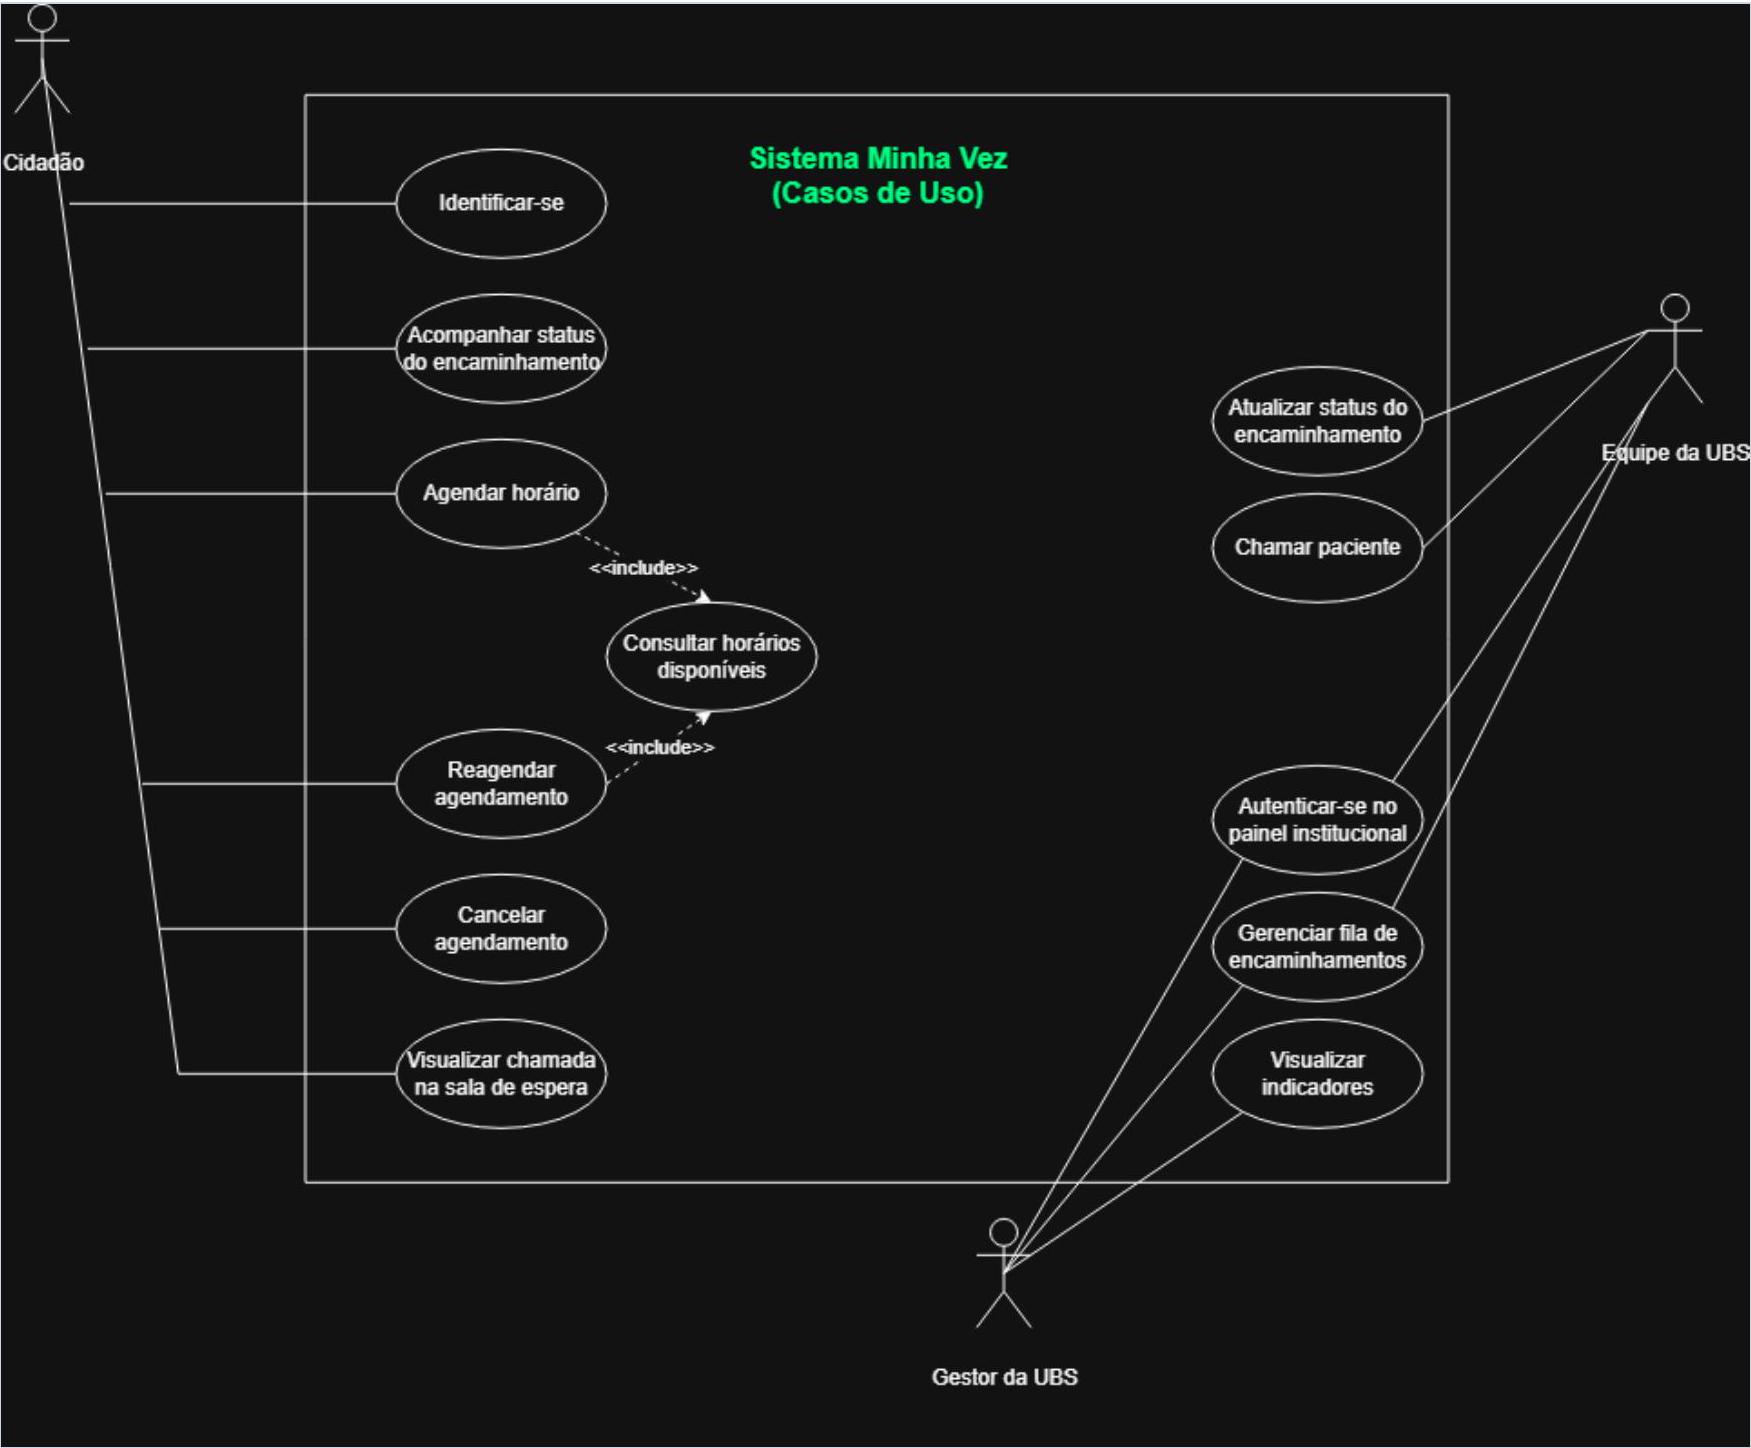 Cidadão
Sistema Minha Vez
(Casos de Uso)
Identificar-se
Acompanhar status
do encaminhamento
Agendar horário
<<include>>
Consultar horários
disponíveis
<<include>>
Reagendar
agendamento
Cancelar
agendamento
Visualizar chamada
na sala de espera
Atualizar status do
encaminhamento
Equipe da UBS
Chamar paciente
Autenticar-se no
painel institucional
Gerenciar fila de
encaminhamentos
Visualizar
indicadores
Gestor da UBS